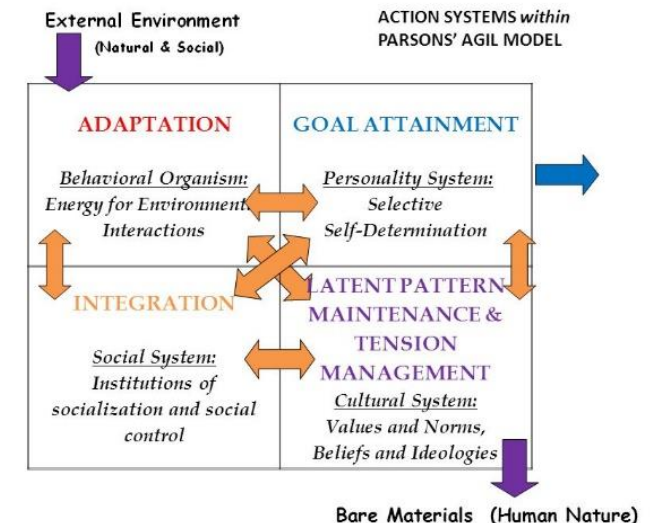 External Environment
(Natural & Social)
ACTION SYSTEMS within
PARSONS' AGIL MODEL
ADAPTATION
Behavioral Organism:
Energy for Environment
Interactions
GOAL ATTAINMENT
Personality System:
Selective
Self-Determination
INTEGRATION
Social System:
Institutions of
socialization and social
control
LATENT PATTERN
MAINTENANCE &
TENSION
MANAGEMENT
Cultural System:
Values and Norms,
Beliefs and Ideologies
Bare Materials (Human Nature)